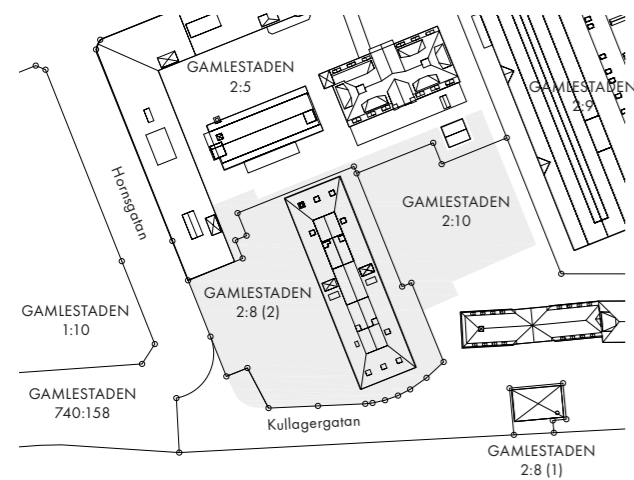 GAMLESTADEN
2:5
GAMLESTADEN
2:9
Hornsgatan
GAMLESTADEN
2:10
GAMLESTADEN
2:8 (2)
GAMLESTADEN
1:10
GAMLESTADEN
740:158
Kullagergatan
GAMLESTADEN
2:8 (1)